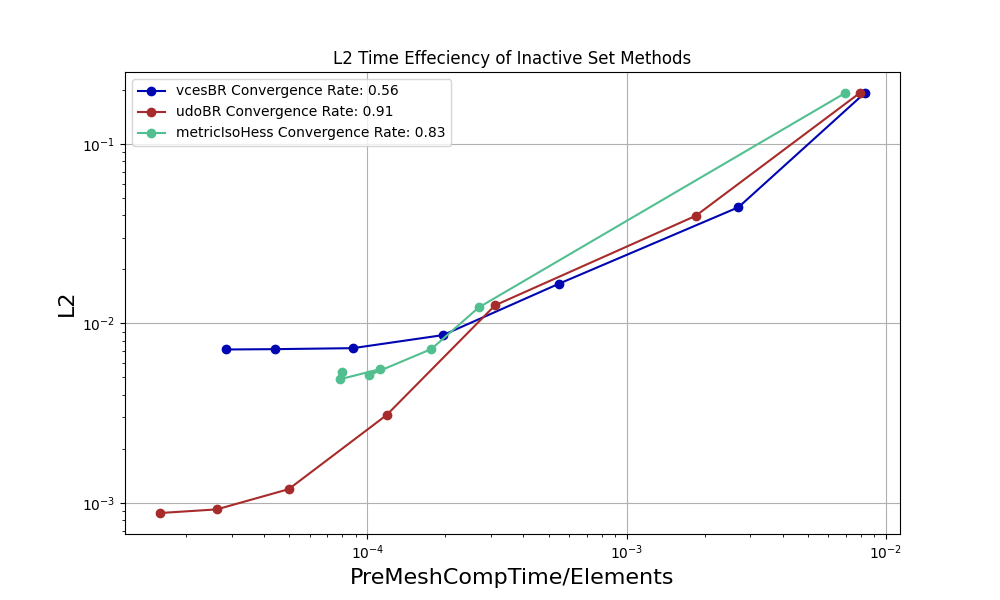 L2 Time Effeciency of Inactive Set Methods
vcesBR Convergence Rate: 0.56
udoBR Convergence Rate: 0.91
metricIsoHess Convergence Rate: 0.83
L2
10⁻¹
10⁻²
10⁻³
10⁻⁴
10⁻³
10⁻²
PreMeshCompTime/Elements